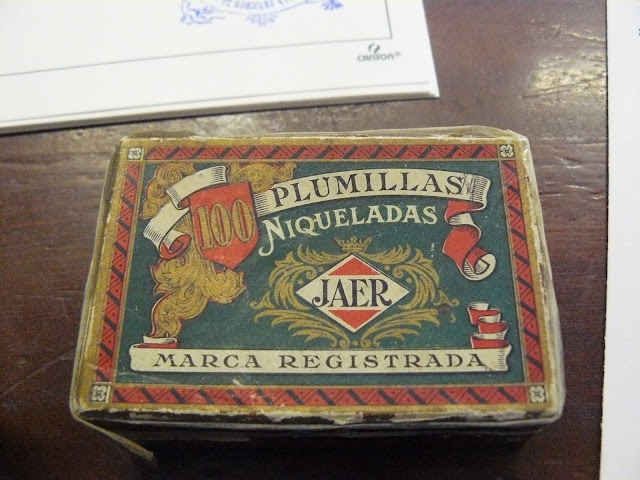 CANSON®
100
PLUMILLAS
NIQUELADAS
JAER
MARCA REGISTRADA